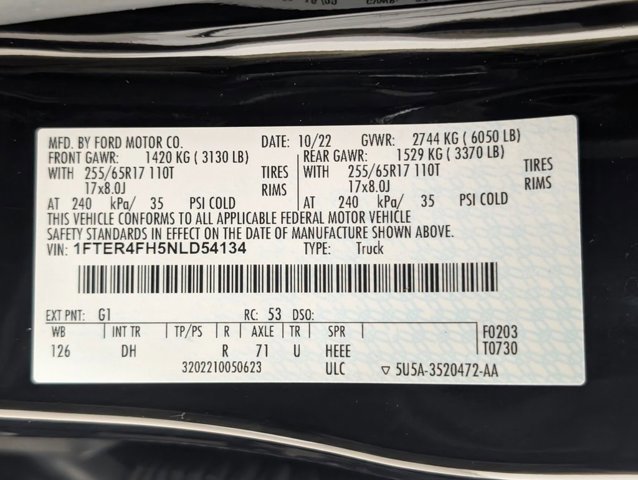 MFD. BY FORD MOTOR CO. DATE: 10/22 GVWR: 2744 KG ( 6050 LB)
FRONT GAWR: 1420 KG ( 3130 LB) REAR GAWR: 1529 KG ( 3370 LB)
WITH 255/65R17 110T TIRES WITH 255/65R17 110T TIRES
17x8.0J RIMS 17x8.0J RIMS
AT 240 kPa/ 35 PSI COLD AT 240 kPa/ 35 PSI COLD
THIS VEHICLE CONFORMS TO ALL APPLICABLE FEDERAL MOTOR VEHICLE
SAFETY STANDARDS IN EFFECT ON THE DATE OF MANUFACTURE SHOWN ABOVE.
VIN: 1FTER4FH5NLD54134 TYPE: Truck
EXT PNT: G1 RC: 53 DSO:
WB INT TR TP/PS R AXLE TR SPR F0203
126 DH R 71 U HEEE T0730
3202210050623 ULC ▽ 5U5A-3520472-AA